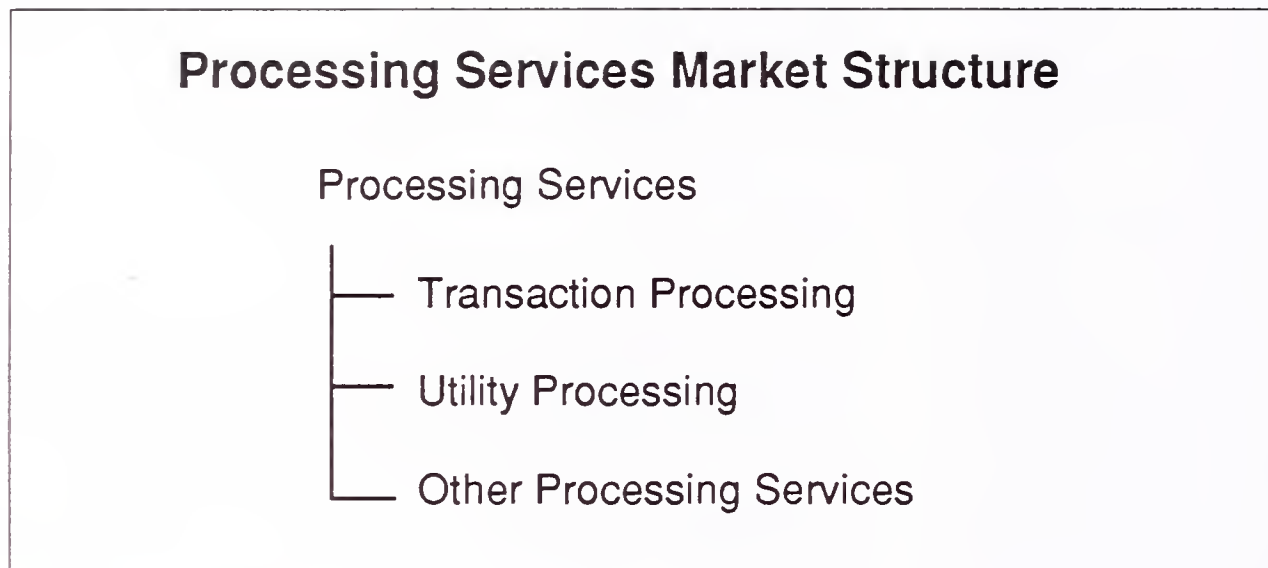 Processing Services Market Structure
Processing Services
Transaction Processing
Utility Processing
Other Processing Services